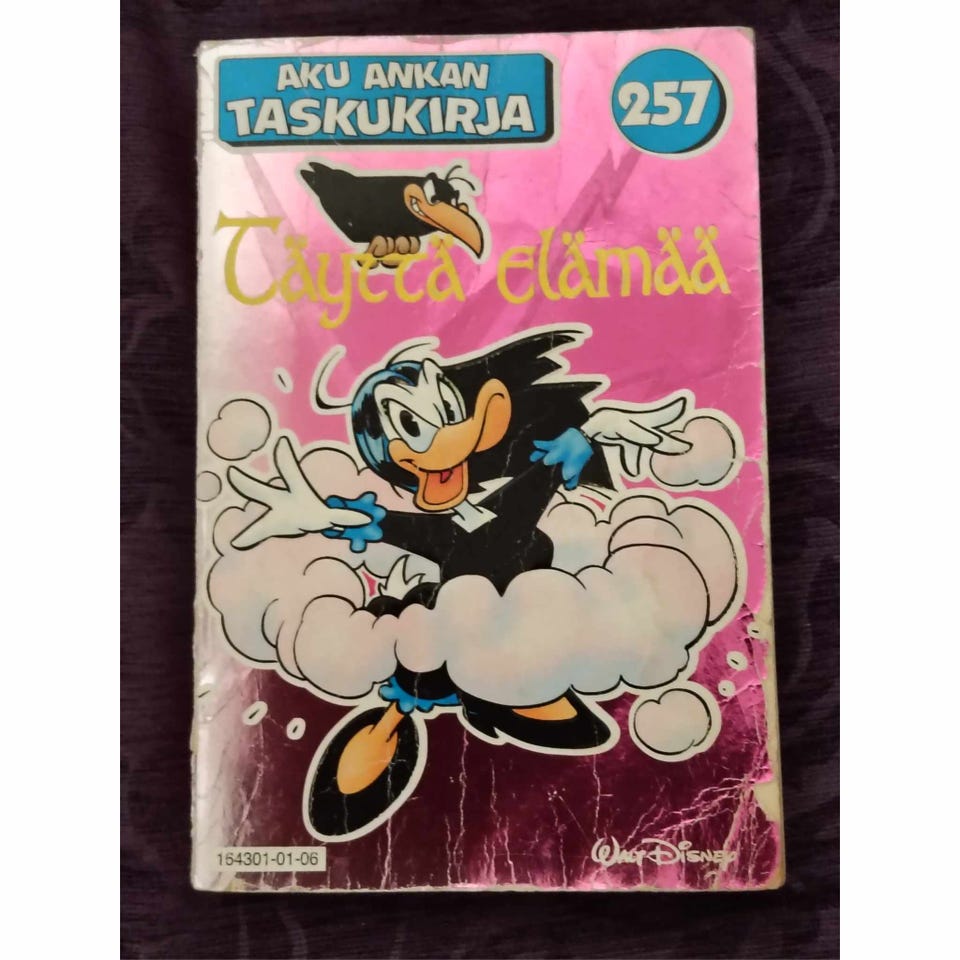 AKU ANKAN
TASKUKIRJA
257
Täyttä elämää
164301-01-06
WALT DISNEY